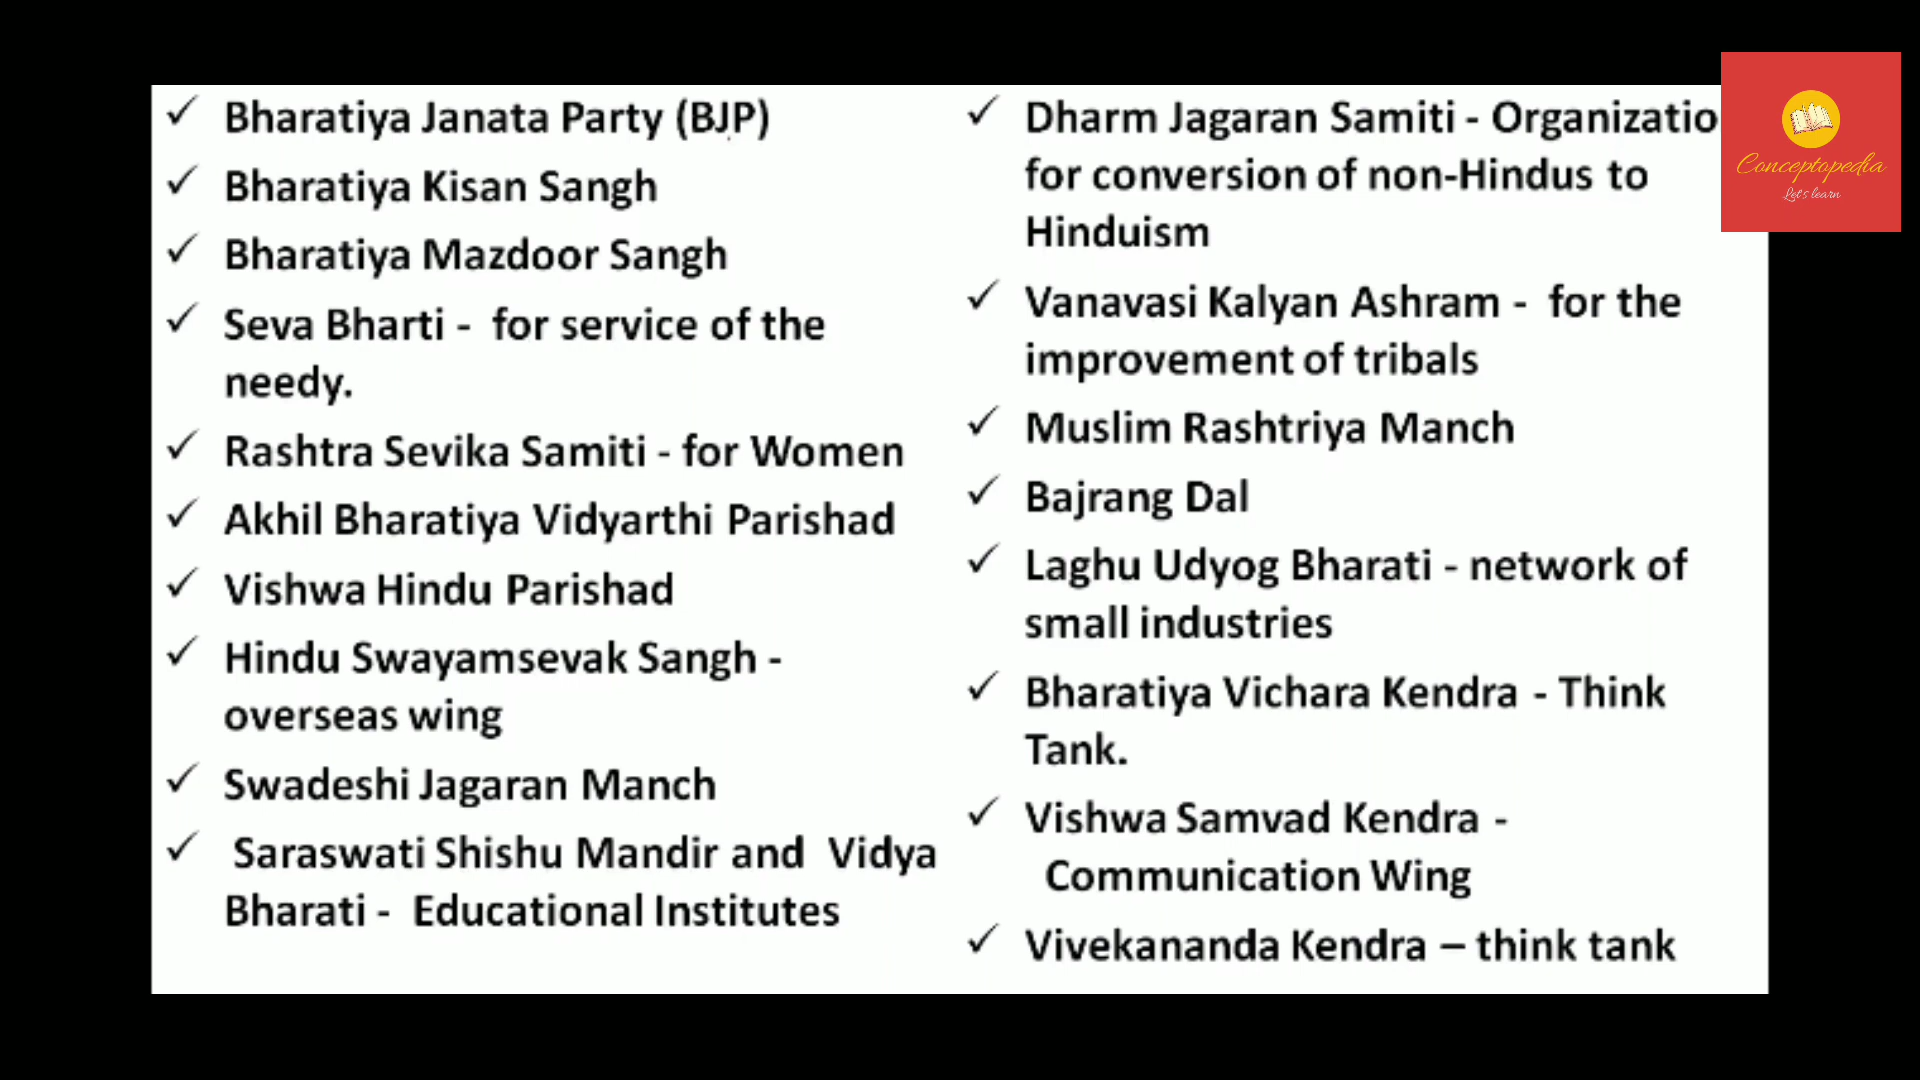 ✓ Bharatiya Janata Party (BJP)
✓ Bharatiya Kisan Sangh
✓ Bharatiya Mazdoor Sangh
✓ Seva Bharti - for service of the
needy.
✓ Rashtra Sevika Samiti - for Women
✓ Akhil Bharatiya Vidyarthi Parishad
✓ Vishwa Hindu Parishad
✓ Hindu Swayamsevak Sangh -
overseas wing
✓ Swadeshi Jagaran Manch
✓ Saraswati Shishu Mandir and Vidya
Bharati - Educational Institutes
✓ Dharm Jagaran Samiti - Organizatio
for conversion of non-Hindus to
Hinduism
✓ Vanavasi Kalyan Ashram - for the
improvement of tribals
✓ Muslim Rashtriya Manch
✓ Bajrang Dal
✓ Laghu Udyog Bharati - network of
small industries
✓ Bharatiya Vichara Kendra - Think
Tank.
✓ Vishwa Samvad Kendra -
Communication Wing
✓ Vivekananda Kendra – think tank
Conceptopedia
Let's learn